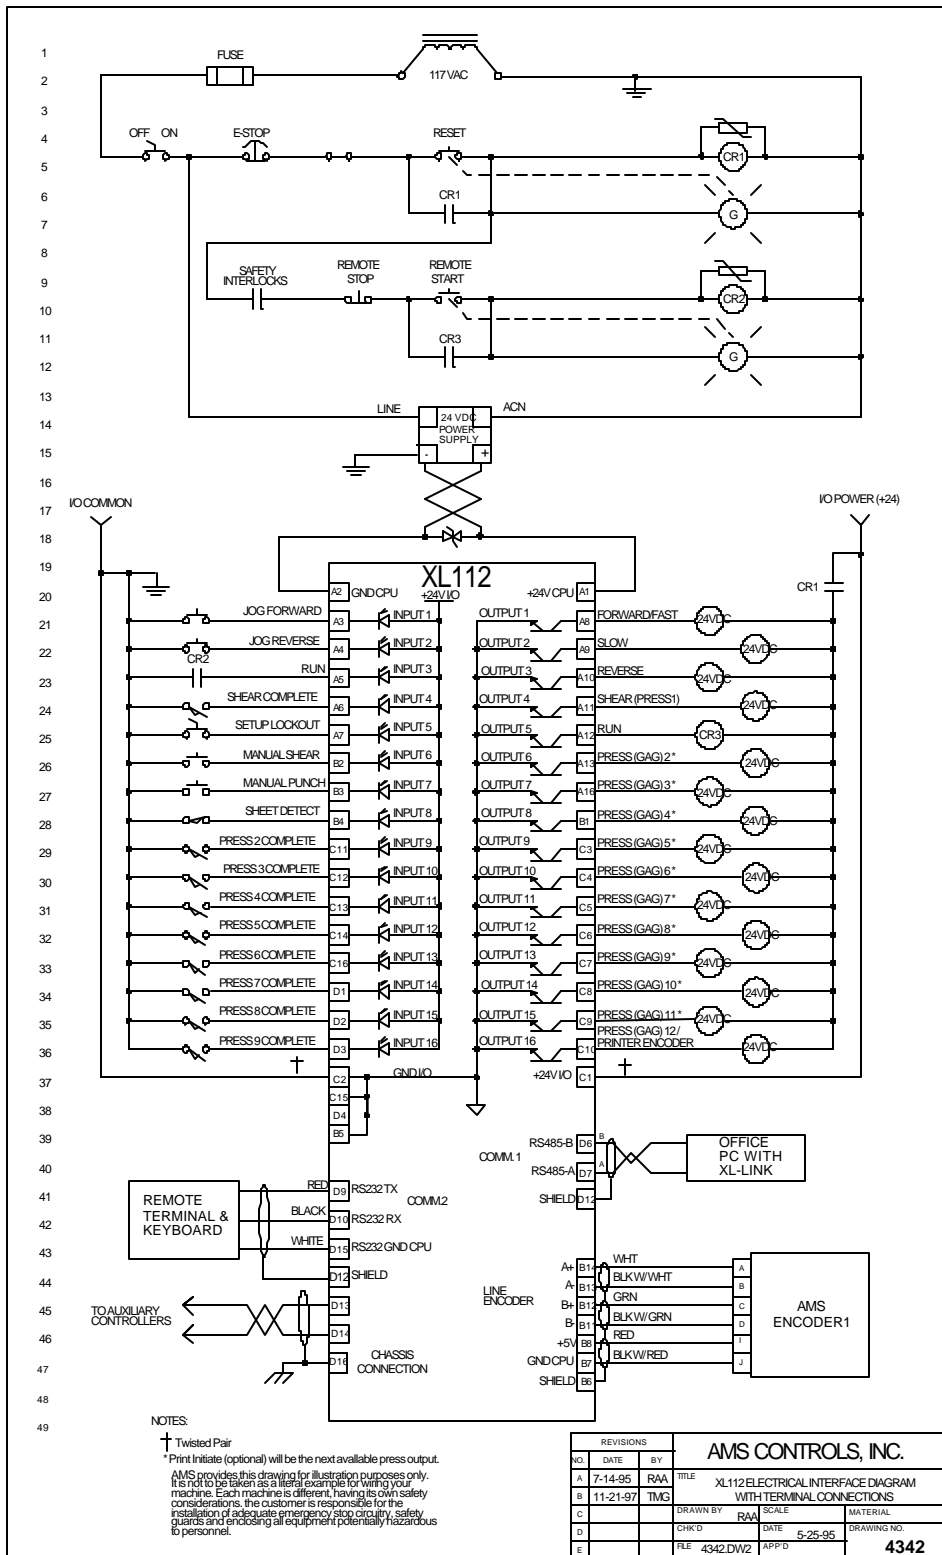 1
FUSE
2
117 VAC
3
4
OFF ON
E-STOP
RESET
5
CR1
6
CR1
7
G
8
9
SAFETY
INTERLOCKS
REMOTE
STOP
REMOTE
START
10
CR2
11
CR3
12
G
13
14
LINE
24 VDC
POWER
SUPPLY
ACN
15
- +
16
17
I/O COMMON
I/O POWER (+24)
18
19
XL112
20
A2 GND CPU
+24V I/O
+24V CPU A1
CR1
21
JOG FORWARD A3 INPUT 1
OUTPUT 1 A8 FORWARD/FAST 24VDC
22
JOG REVERSE A4 INPUT 2
OUTPUT 2 A9 SLOW 24VDC
23
CR2 RUN A5 INPUT 3
OUTPUT 3 A10 REVERSE 24VDC
24
SHEAR COMPLETE A6 INPUT 4
OUTPUT 4 A11 SHEAR (PRESS1) 24VDC
25
SETUP LOCKOUT A7 INPUT 5
OUTPUT 5 A12 RUN CR3
26
MANUAL SHEAR B2 INPUT 6
OUTPUT 6 A13 PRESS (GAG) 2* 24VDC
27
MANUAL PUNCH B3 INPUT 7
OUTPUT 7 A16 PRESS (GAG) 3* 24VDC
28
SHEET DETECT B4 INPUT 8
OUTPUT 8 B1 PRESS (GAG) 4* 24VDC
29
PRESS 2 COMPLETE C11 INPUT 9
OUTPUT 9 C3 PRESS (GAG) 5* 24VDC
30
PRESS 3 COMPLETE C12 INPUT 10
OUTPUT 10 C4 PRESS (GAG) 6* 24VDC
31
PRESS 4 COMPLETE C13 INPUT 11
OUTPUT 11 C5 PRESS (GAG) 7* 24VDC
32
PRESS 5 COMPLETE C14 INPUT 12
OUTPUT 12 C6 PRESS (GAG) 8* 24VDC
33
PRESS 6 COMPLETE C16 INPUT 13
OUTPUT 13 C7 PRESS (GAG) 9* 24VDC
34
PRESS 7 COMPLETE D1 INPUT 14
OUTPUT 14 C8 PRESS (GAG) 10* 24VDC
35
PRESS 8 COMPLETE D2 INPUT 15
OUTPUT 15 C9 PRESS (GAG) 11* 24VDC
36
PRESS 9 COMPLETE D3 INPUT 16
OUTPUT 16 C10 PRESS (GAG) 12/
PRINTER ENCODER 24VDC
†
†
37
C2 GND I/O
+24V I/O C1
C15
38
D4
39
B5
RS485-B D6 B
COMM. 1
RS485-A D7 A
OFFICE
PC WITH
XL-LINK
40
SHIELD D12
41
REMOTE
TERMINAL &
KEYBOARD
RED D9 RS232 TX
COMM.2
42
BLACK D10 RS232 RX
43
WHITE D15 RS232 GND CPU
44
D12 SHIELD
LINE
ENCODER
A+ B14 WHT A
A- B13 BLK W/WHT B
B+ B12 GRN C
B- B11 BLK W/GRN D
+5V B8 RED I
GND CPU B7 BLK W/RED J
SHIELD B6
AMS
ENCODER1
45
TO AUXILIARY
CONTROLLERS
D13
46
D14
47
D16 CHASSIS
CONNECTION
48
49
NOTES:
† Twisted Pair
* Print Initiate (optional) will be the next available press output.
AMS provides this drawing for illustration purposes only.
It is not to be taken as a literal example for wiring your
machine. Each machine is different, having its own safety
considerations. the customer is responsible for the
installation of adequate emergency stop circuitry, safety
guards and enclosing all equipment potentially hazardous
to personnel.
REVISIONS
NO. DATE BY
A 7-14-95 RAA
B 11-21-97 TMG
C
D
E
AMS CONTROLS, INC.
TITLE
XL112 ELECTRICAL INTERFACE DIAGRAM
WITH TERMINAL CONNECTIONS
DRAWN BY RAA
SCALE
MATERIAL
CHK'D
DATE 5-25-95
DRAWING NO.
FILE 4342.DW2
APP'D
4342